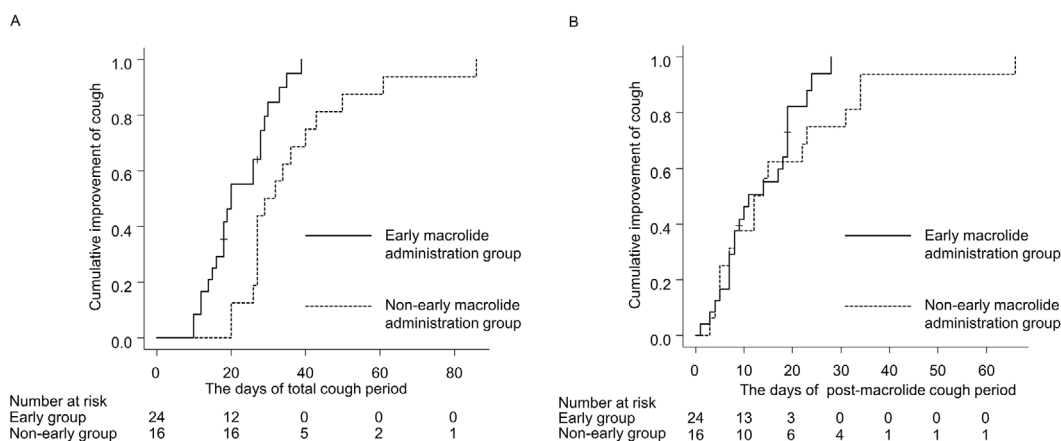 A
1.0
0.8
0.6
0.4
0.2
0.0
Cumulative improvement of cough
Early macrolide
administration group
Non-early macrolide
administration group
0 20 40 60 80
The days of total cough period
Number at risk
Early group 24 12 0 0 0
Non-early group 16 16 5 2 1
B
1.0
0.8
0.6
0.4
0.2
0.0
Cumulative improvement of cough
Early macrolide
administration group
Non-early macrolide
administration group
0 10 20 30 40 50 60
The days of post-macrolide cough period
Number at risk
Early group 24 13 3 0 0 0 0
Non-early group 16 10 6 4 1 1 1